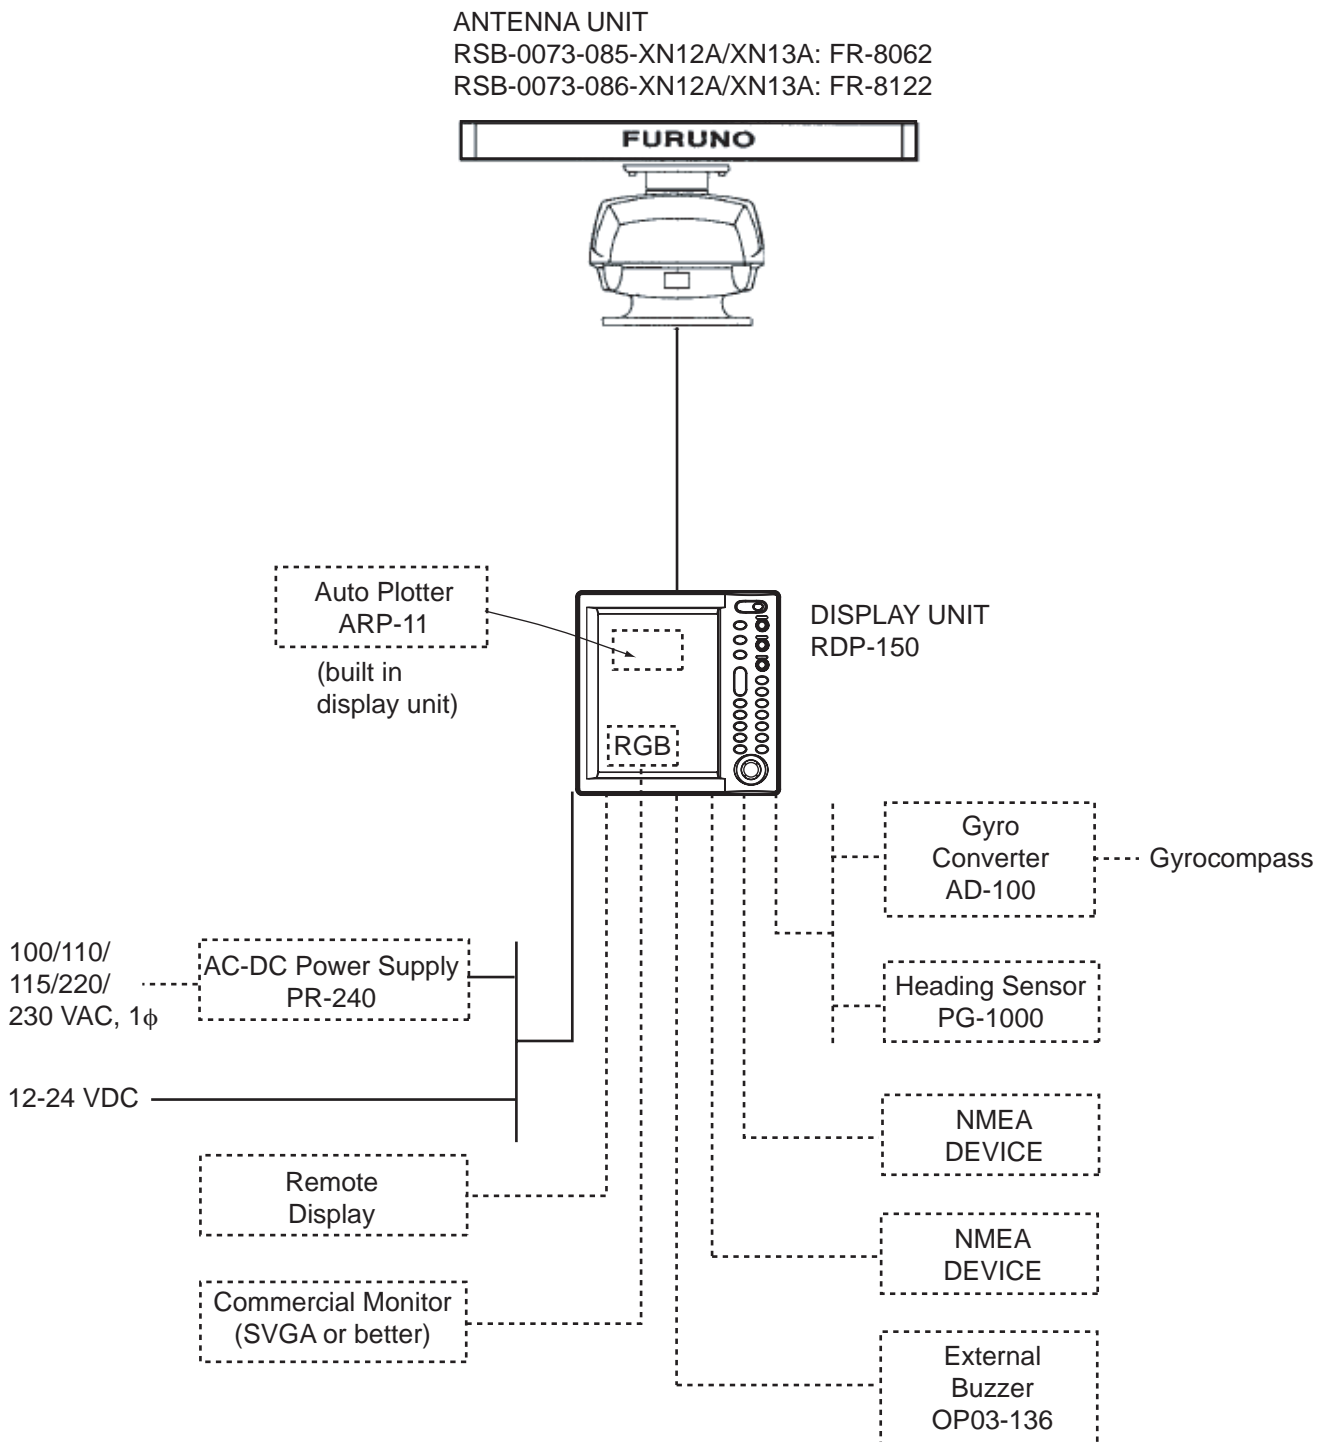 ANTENNA UNIT
RSB-0073-085-XN12A/XN13A: FR-8062
RSB-0073-086-XN12A/XN13A: FR-8122
FURUNO
Auto Plotter
ARP-11
(built in
display unit)
DISPLAY UNIT
RDP-150
RGB
Gyro
Converter
AD-100
Gyrocompass
100/110/
115/220/
230 VAC, 1ϕ
AC-DC Power Supply
PR-240
Heading Sensor
PG-1000
12-24 VDC
NMEA
DEVICE
Remote
Display
NMEA
DEVICE
Commercial Monitor
(SVGA or better)
External
Buzzer
OP03-136